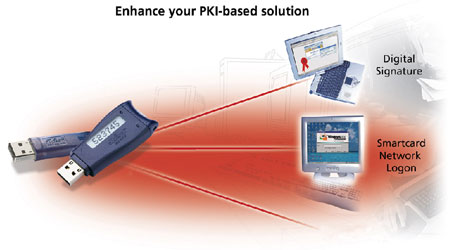 Enhance your PKI-based solution
Digital
Signature
Smartcard
Network
Logon